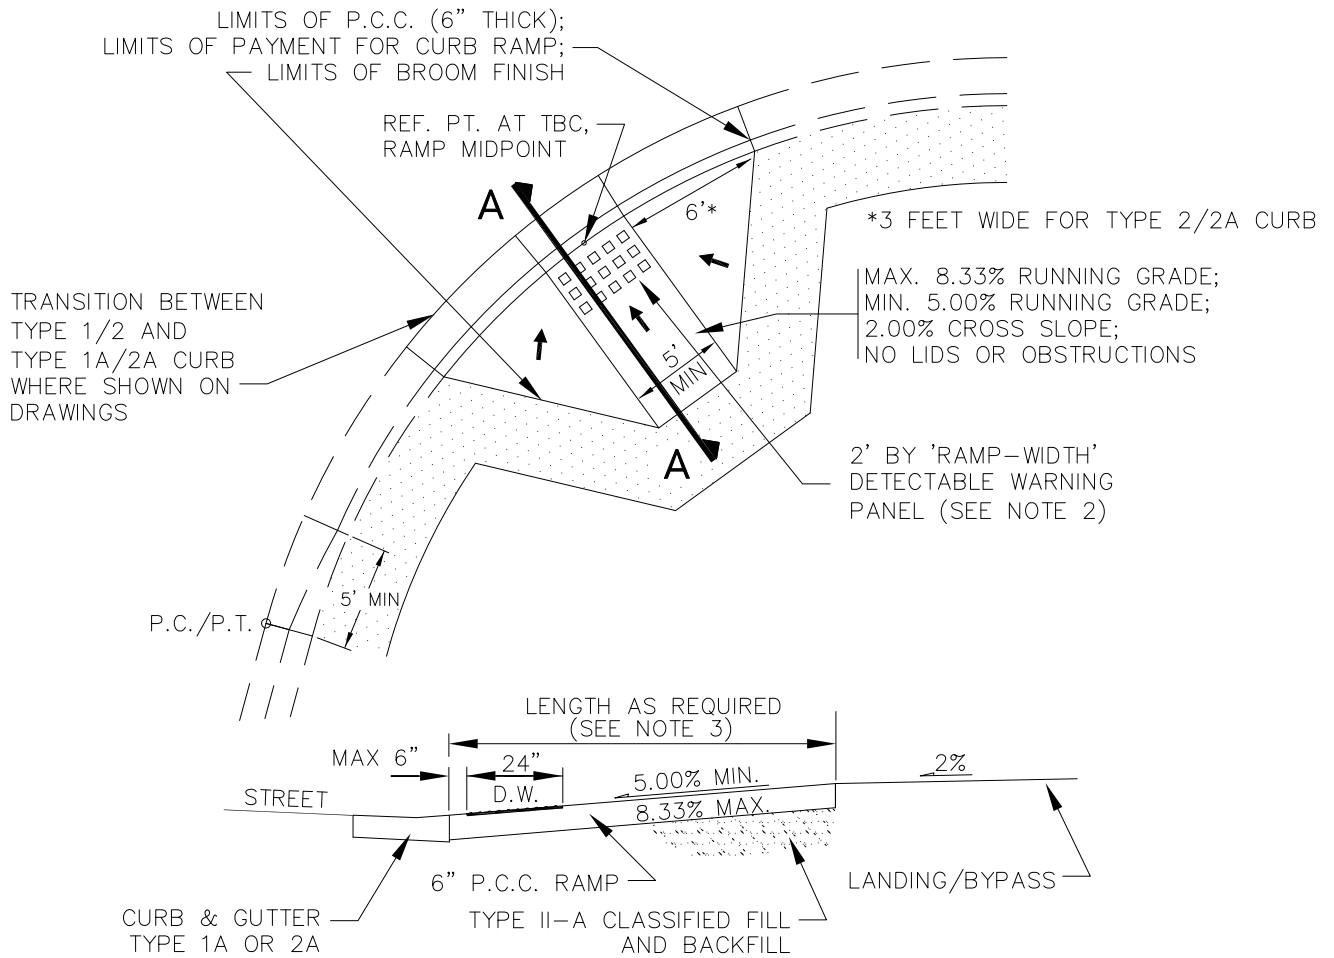 LIMITS OF P.C.C. (6" THICK);
LIMITS OF PAYMENT FOR CURB RAMP;
LIMITS OF BROOM FINISH
REF. PT. AT TBC,
RAMP MIDPOINT
A
6'*
*3 FEET WIDE FOR TYPE 2/2A CURB
MAX. 8.33% RUNNING GRADE;
MIN. 5.00% RUNNING GRADE;
2.00% CROSS SLOPE;
NO LIDS OR OBSTRUCTIONS
TRANSITION BETWEEN
TYPE 1/2 AND
TYPE 1A/2A CURB
WHERE SHOWN ON
DRAWINGS
5'
MIN
A
2' BY 'RAMP-WIDTH'
DETECTABLE WARNING
PANEL (SEE NOTE 2)
5' MIN
P.C./P.T.
LENGTH AS REQUIRED
(SEE NOTE 3)
MAX 6"
24"
D.W.
5.00% MIN.
8.33% MAX.
2%
STREET
6" P.C.C. RAMP
LANDING/BYPASS
CURB & GUTTER
TYPE 1A OR 2A
TYPE II-A CLASSIFIED FILL
AND BACKFILL